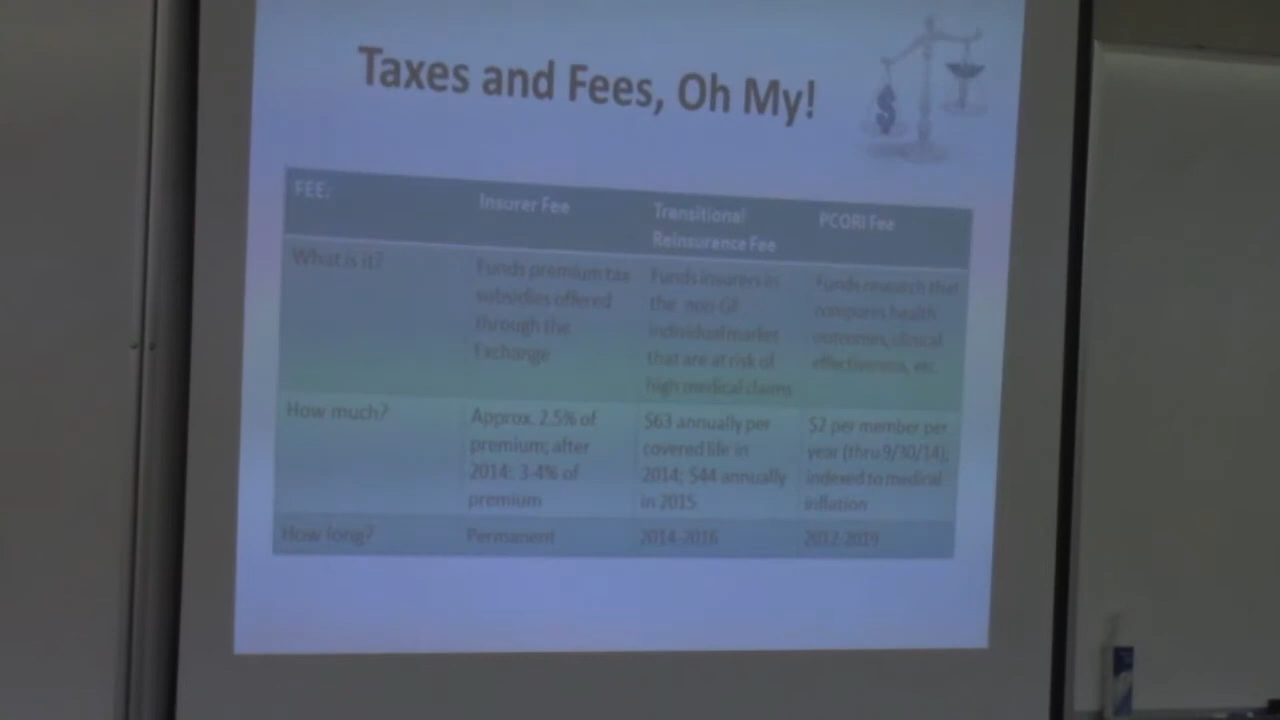 Taxes and Fees, Oh My!
$
FEE:
Insurer Fee
Transitional
Reinsurance Fee
PCORI Fee
What is it?
Funds premium tax
subsidies offered
through the
Exchange
Funds insurers in
the non-GI
individual market
that are at risk of
high medical claims
Funds research that
compares health
outcomes, clinical
effectiveness, etc.
How much?
Approx. 2.5% of
premium; after
2014: 3-4% of
premium
$63 annually per
covered life in
2014; $44 annually
in 2015
$2 per member per
year (thru 9/30/14);
indexed to medical
inflation
How long?
Permanent
2014-2016
2012-2019